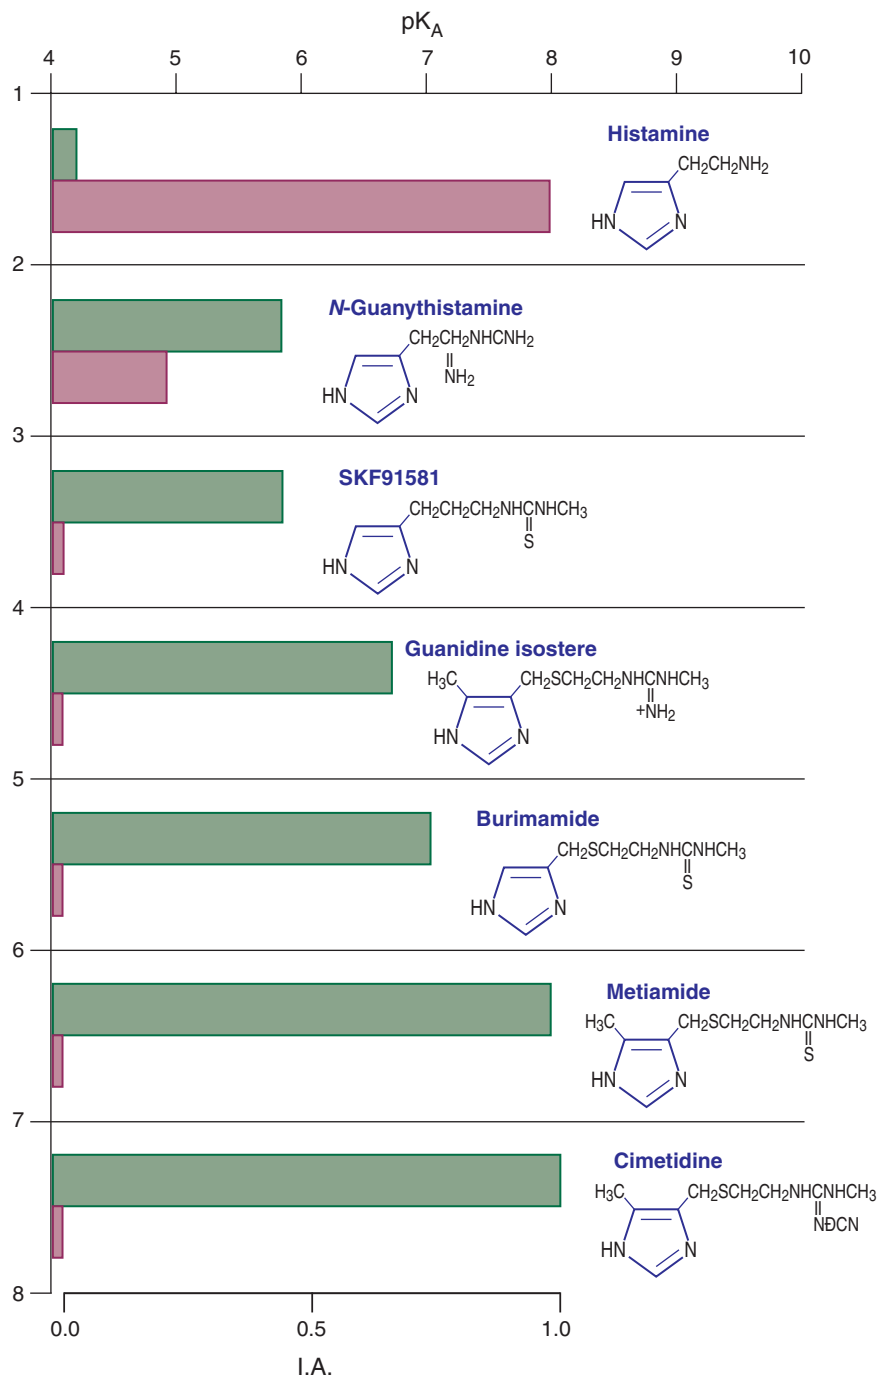 pK_A
4 5 6 7 8 9 10
1
Histamine
CH2CH2NH2
HN N
2
N-Guanythistamine
CH2CH2NHCNH2
NH2
HN N
3
SKF91581
CH2CH2CH2NHCNHCH3
S
HN N
4
Guanidine isostere
H3C CH2SCH2CH2NHCNHCH3
+NH2
HN N
5
Burimamide
CH2SCH2CH2NHCNHCH3
S
HN N
6
Metiamide
H3C CH2SCH2CH2NHCNHCH3
S
HN N
7
Cimetidine
H3C CH2SCH2CH2NHCNHCH3
NÐCN
HN N
8
0.0 0.5 1.0
I.A.